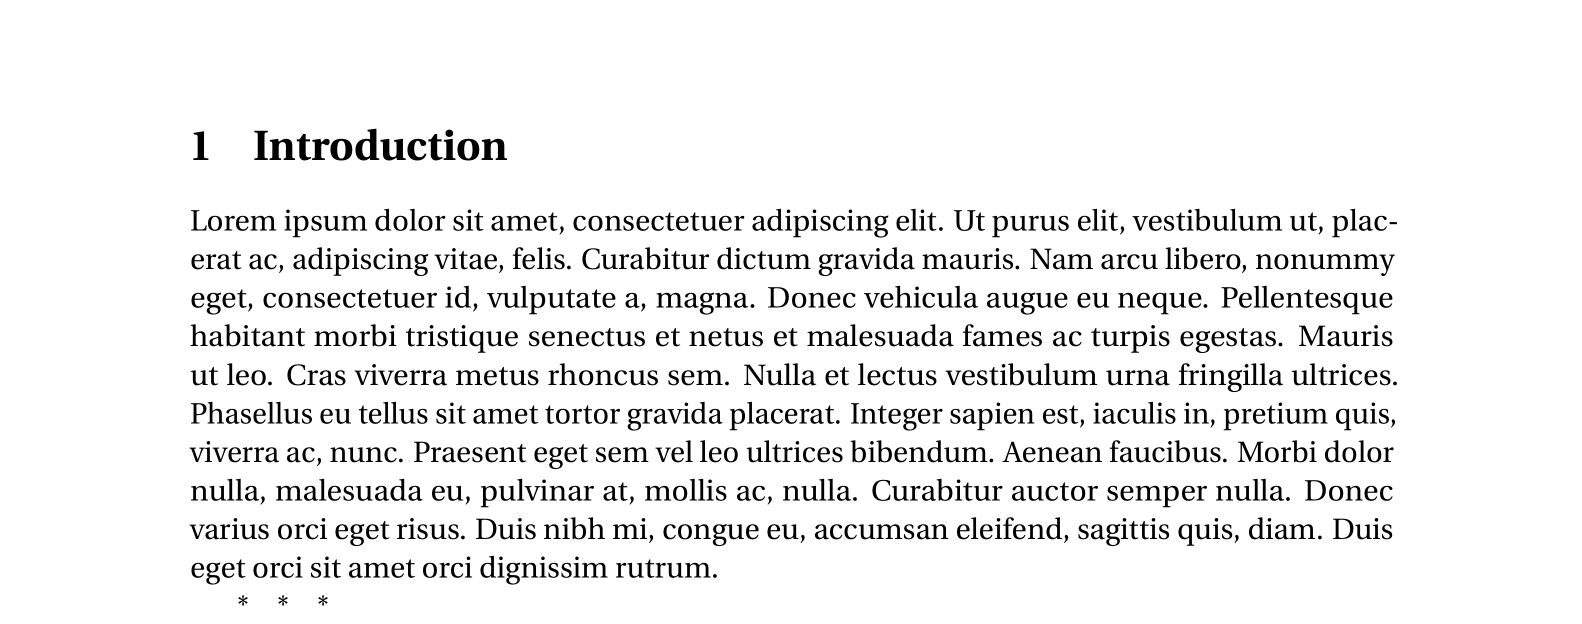 1 Introduction
Lorem ipsum dolor sit amet, consectetuer adipiscing elit. Ut purus elit, vestibulum ut, plac-
erat ac, adipiscing vitae, felis. Curabitur dictum gravida mauris. Nam arcu libero, nonummy
eget, consectetuer id, vulputate a, magna. Donec vehicula augue eu neque. Pellentesque
habitant morbi tristique senectus et netus et malesuada fames ac turpis egestas. Mauris
ut leo. Cras viverra metus rhoncus sem. Nulla et lectus vestibulum urna fringilla ultrices.
Phasellus eu tellus sit amet tortor gravida placerat. Integer sapien est, iaculis in, pretium quis,
viverra ac, nunc. Praesent eget sem vel leo ultrices bibendum. Aenean faucibus. Morbi dolor
nulla, malesuada eu, pulvinar at, mollis ac, nulla. Curabitur auctor semper nulla. Donec
varius orci eget risus. Duis nibh mi, congue eu, accumsan eleifend, sagittis quis, diam. Duis
eget orci sit amet orci dignissim rutrum.
* * *